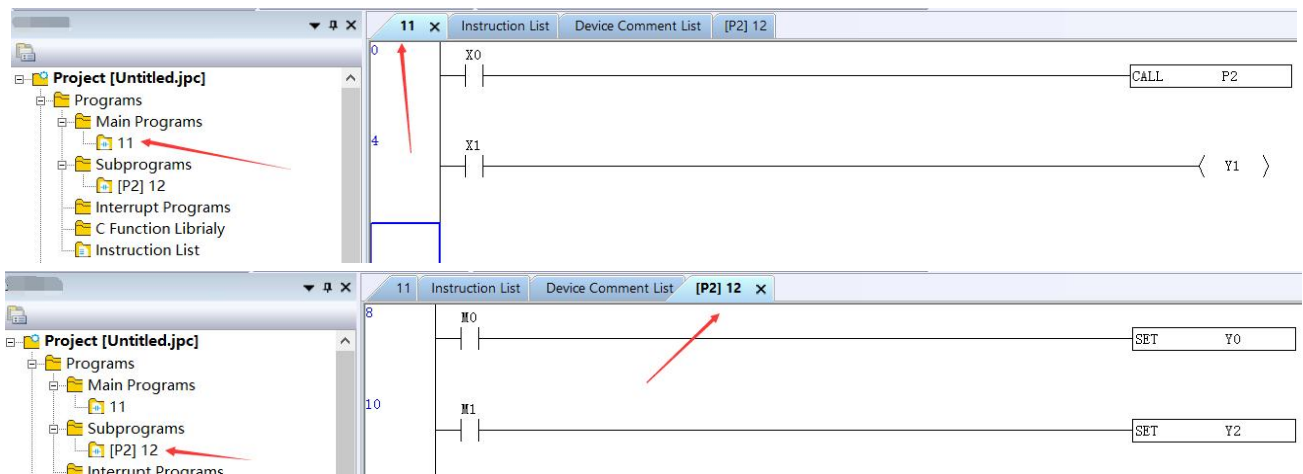 11 Instruction List Device Comment List [P2] 12
Project [Untitled.jpc]
Programs
Main Programs
11
Subprograms
[P2] 12
Interrupt Programs
C Function Librialy
Instruction List
0 X0 CALL P2
4 X1 Y1
11 Instruction List Device Comment List [P2] 12
Project [Untitled.jpc]
Programs
Main Programs
11
Subprograms
[P2] 12
Interrupt Programs
8 M0 SET Y0
10 M1 SET Y2